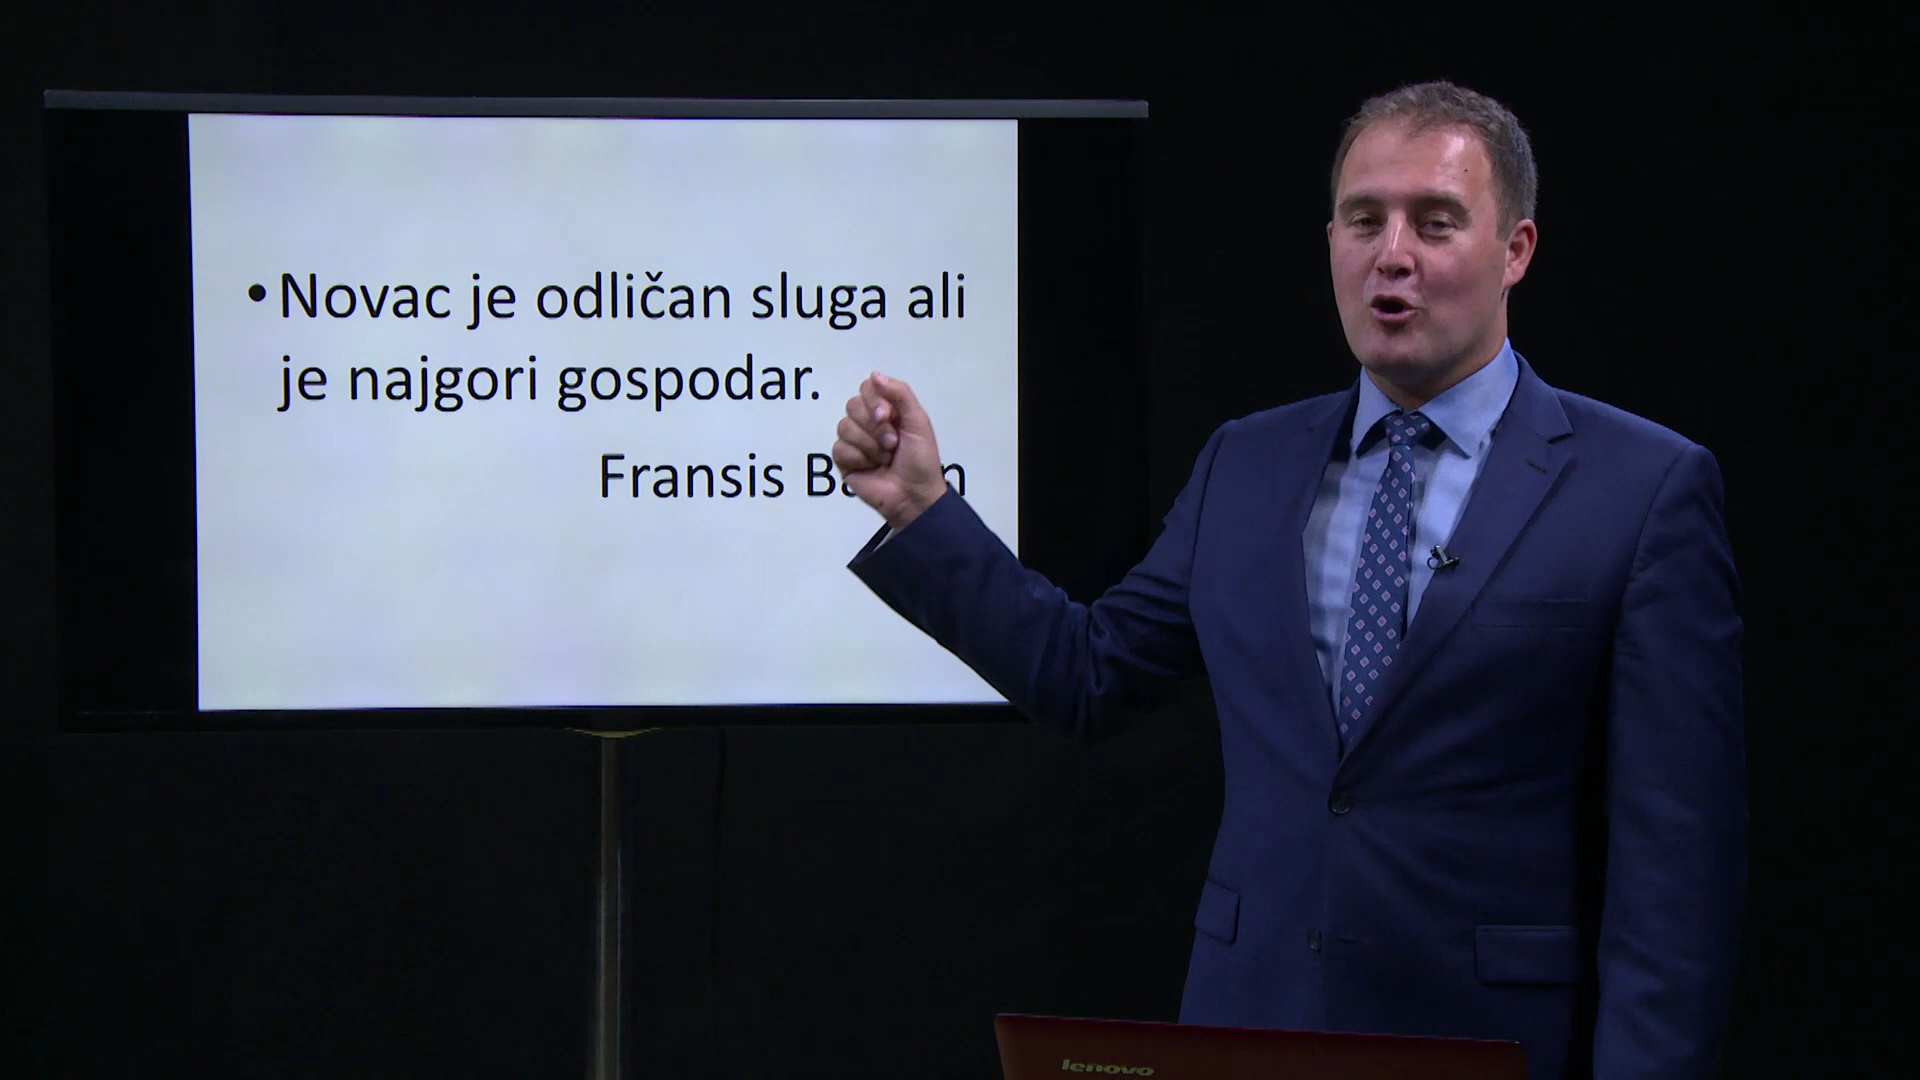 • Novac je odličan sluga ali
je najgori gospodar.
Fransis
lenovo